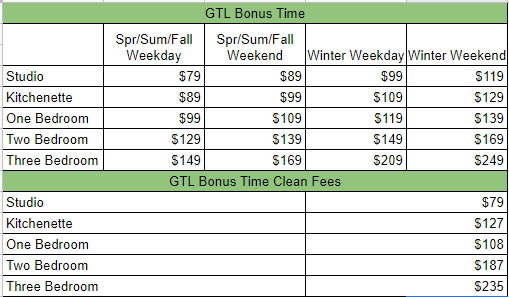 GTL Bonus Time
Spr/Sum/Fall Weekday Spr/Sum/Fall Weekend Winter Weekday Winter Weekend
Studio $79 $89 $99 $119
Kitchenette $89 $99 $109 $129
One Bedroom $99 $109 $119 $139
Two Bedroom $129 $139 $149 $169
Three Bedroom $149 $169 $209 $249
GTL Bonus Time Clean Fees
Studio $79
Kitchenette $127
One Bedroom $108
Two Bedroom $187
Three Bedroom $235